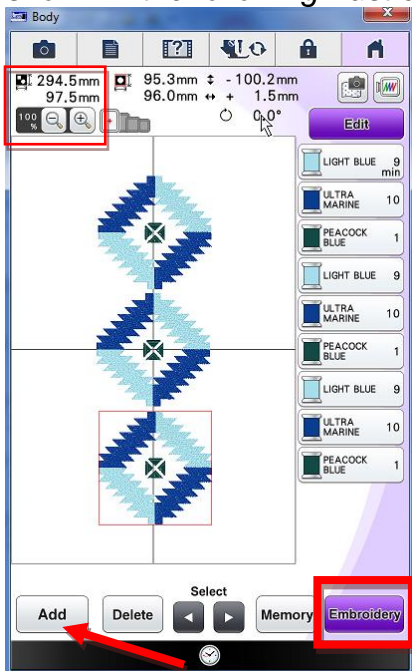 Body
294.5mm 95.3mm - 100.2mm
97.5mm 96.0mm + 1.5mm
100 % 0.0°
Edit
LIGHT BLUE 9
min
ULTRA MARINE 10
PEACOCK BLUE 1
LIGHT BLUE 9
ULTRA MARINE 10
PEACOCK BLUE 1
LIGHT BLUE 9
ULTRA MARINE 10
PEACOCK BLUE 1
Select
Add Delete Memory Embroidery